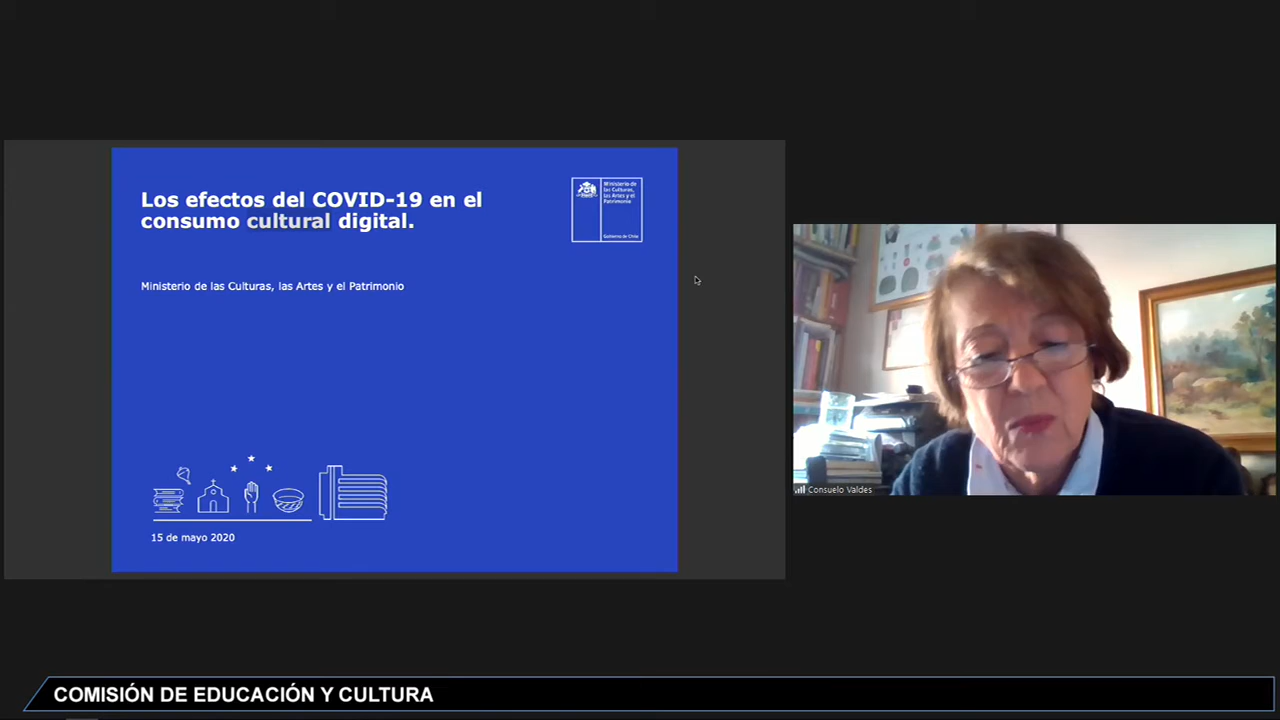 Los efectos del COVID-19 en el
consumo cultural digital.
Ministerio de
las Culturas,
las Artes y el
Patrimonio
Gobierno de Chile
Ministerio de las Culturas, las Artes y el Patrimonio
15 de mayo 2020
Consuelo Valdes
COMISIÓN DE EDUCACIÓN Y CULTURA